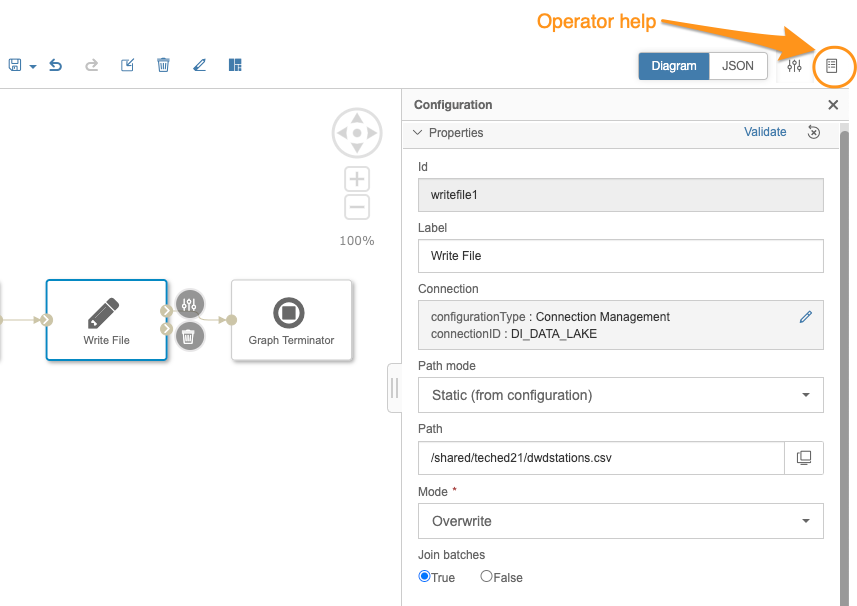 Operator help
Diagram
JSON
Configuration
Properties
Validate
Id
writefile1
Label
Write File
Connection
configurationType : Connection Management
connectionID : DI_DATA_LAKE
Path mode
Static (from configuration)
Path
/shared/teched21/dwdstations.csv
Mode *
Overwrite
Join batches
True
False
100%
Write File
Graph Terminator